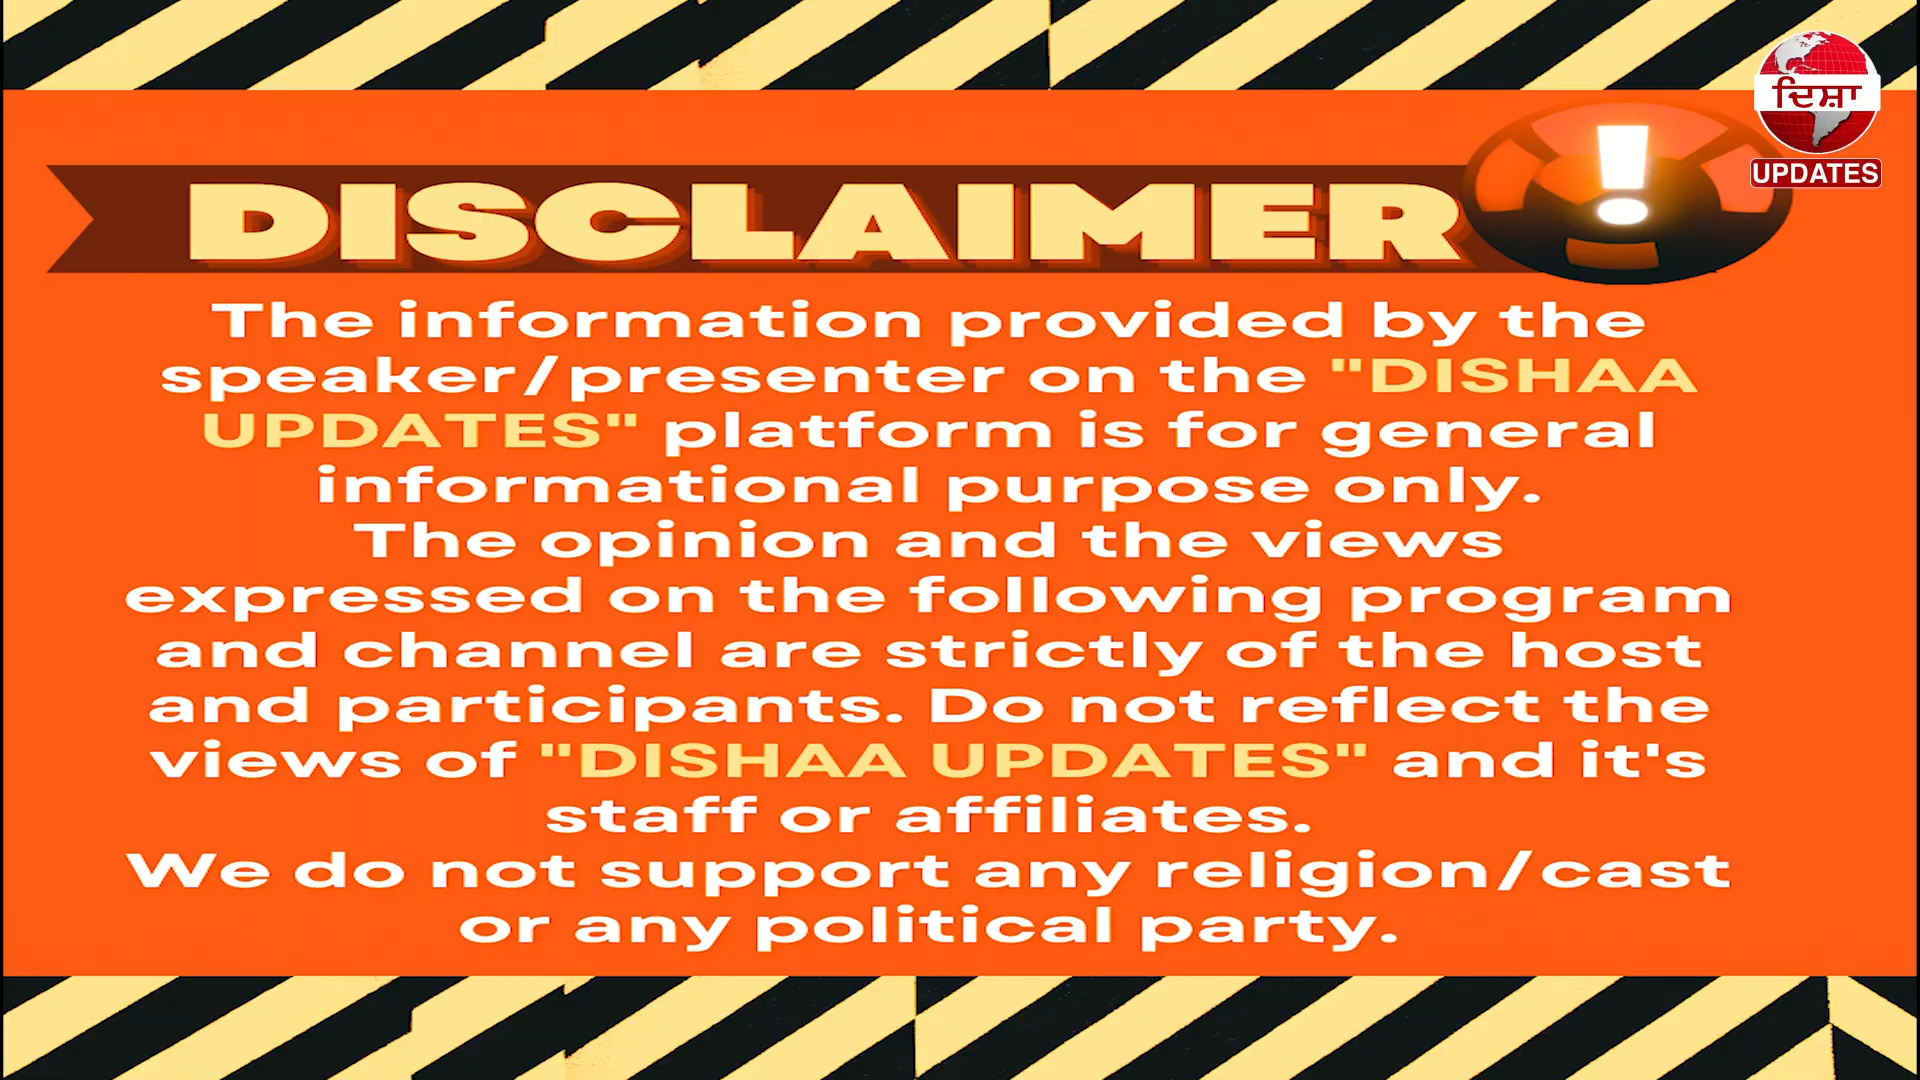 ਦਿਸ਼ਾ
UPDATES
DISCLAIMER
The information provided by the
speaker/presenter on the "DISHAA
UPDATES" platform is for general
informational purpose only.
The opinion and the views
expressed on the following program
and channel are strictly of the host
and participants. Do not reflect the
views of "DISHAA UPDATES" and it's
staff or affiliates.
We do not support any religion/cast
or any political party.